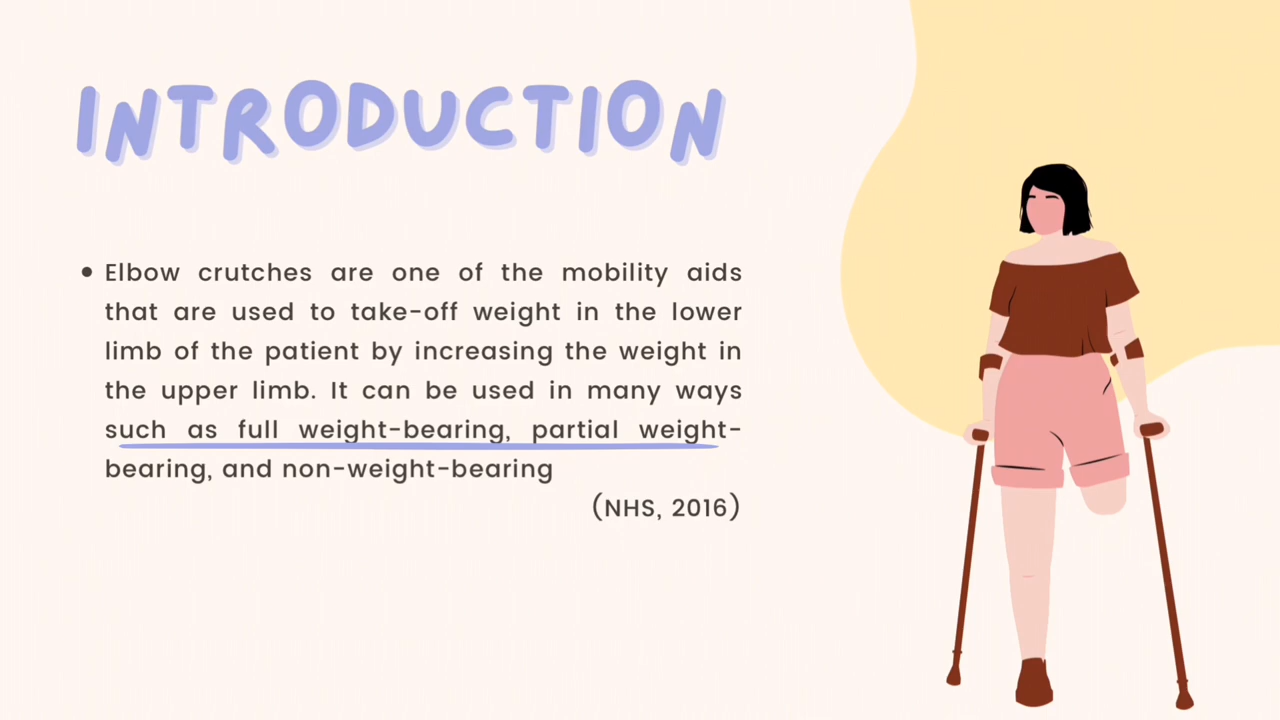 INTRODUCTION
• Elbow crutches are one of the mobility aids
that are used to take-off weight in the lower
limb of the patient by increasing the weight in
the upper limb. It can be used in many ways
such as full weight-bearing, partial weight-
bearing, and non-weight-bearing
(NHS, 2016)